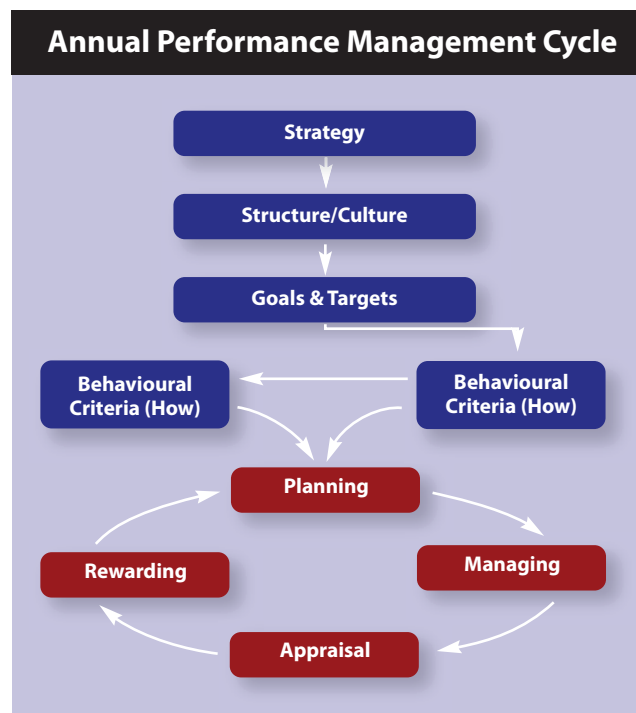 Annual Performance Management Cycle
Strategy
Structure/Culture
Goals & Targets
Behavioural
Criteria (How)
Behavioural
Criteria (How)
Planning
Rewarding
Managing
Appraisal